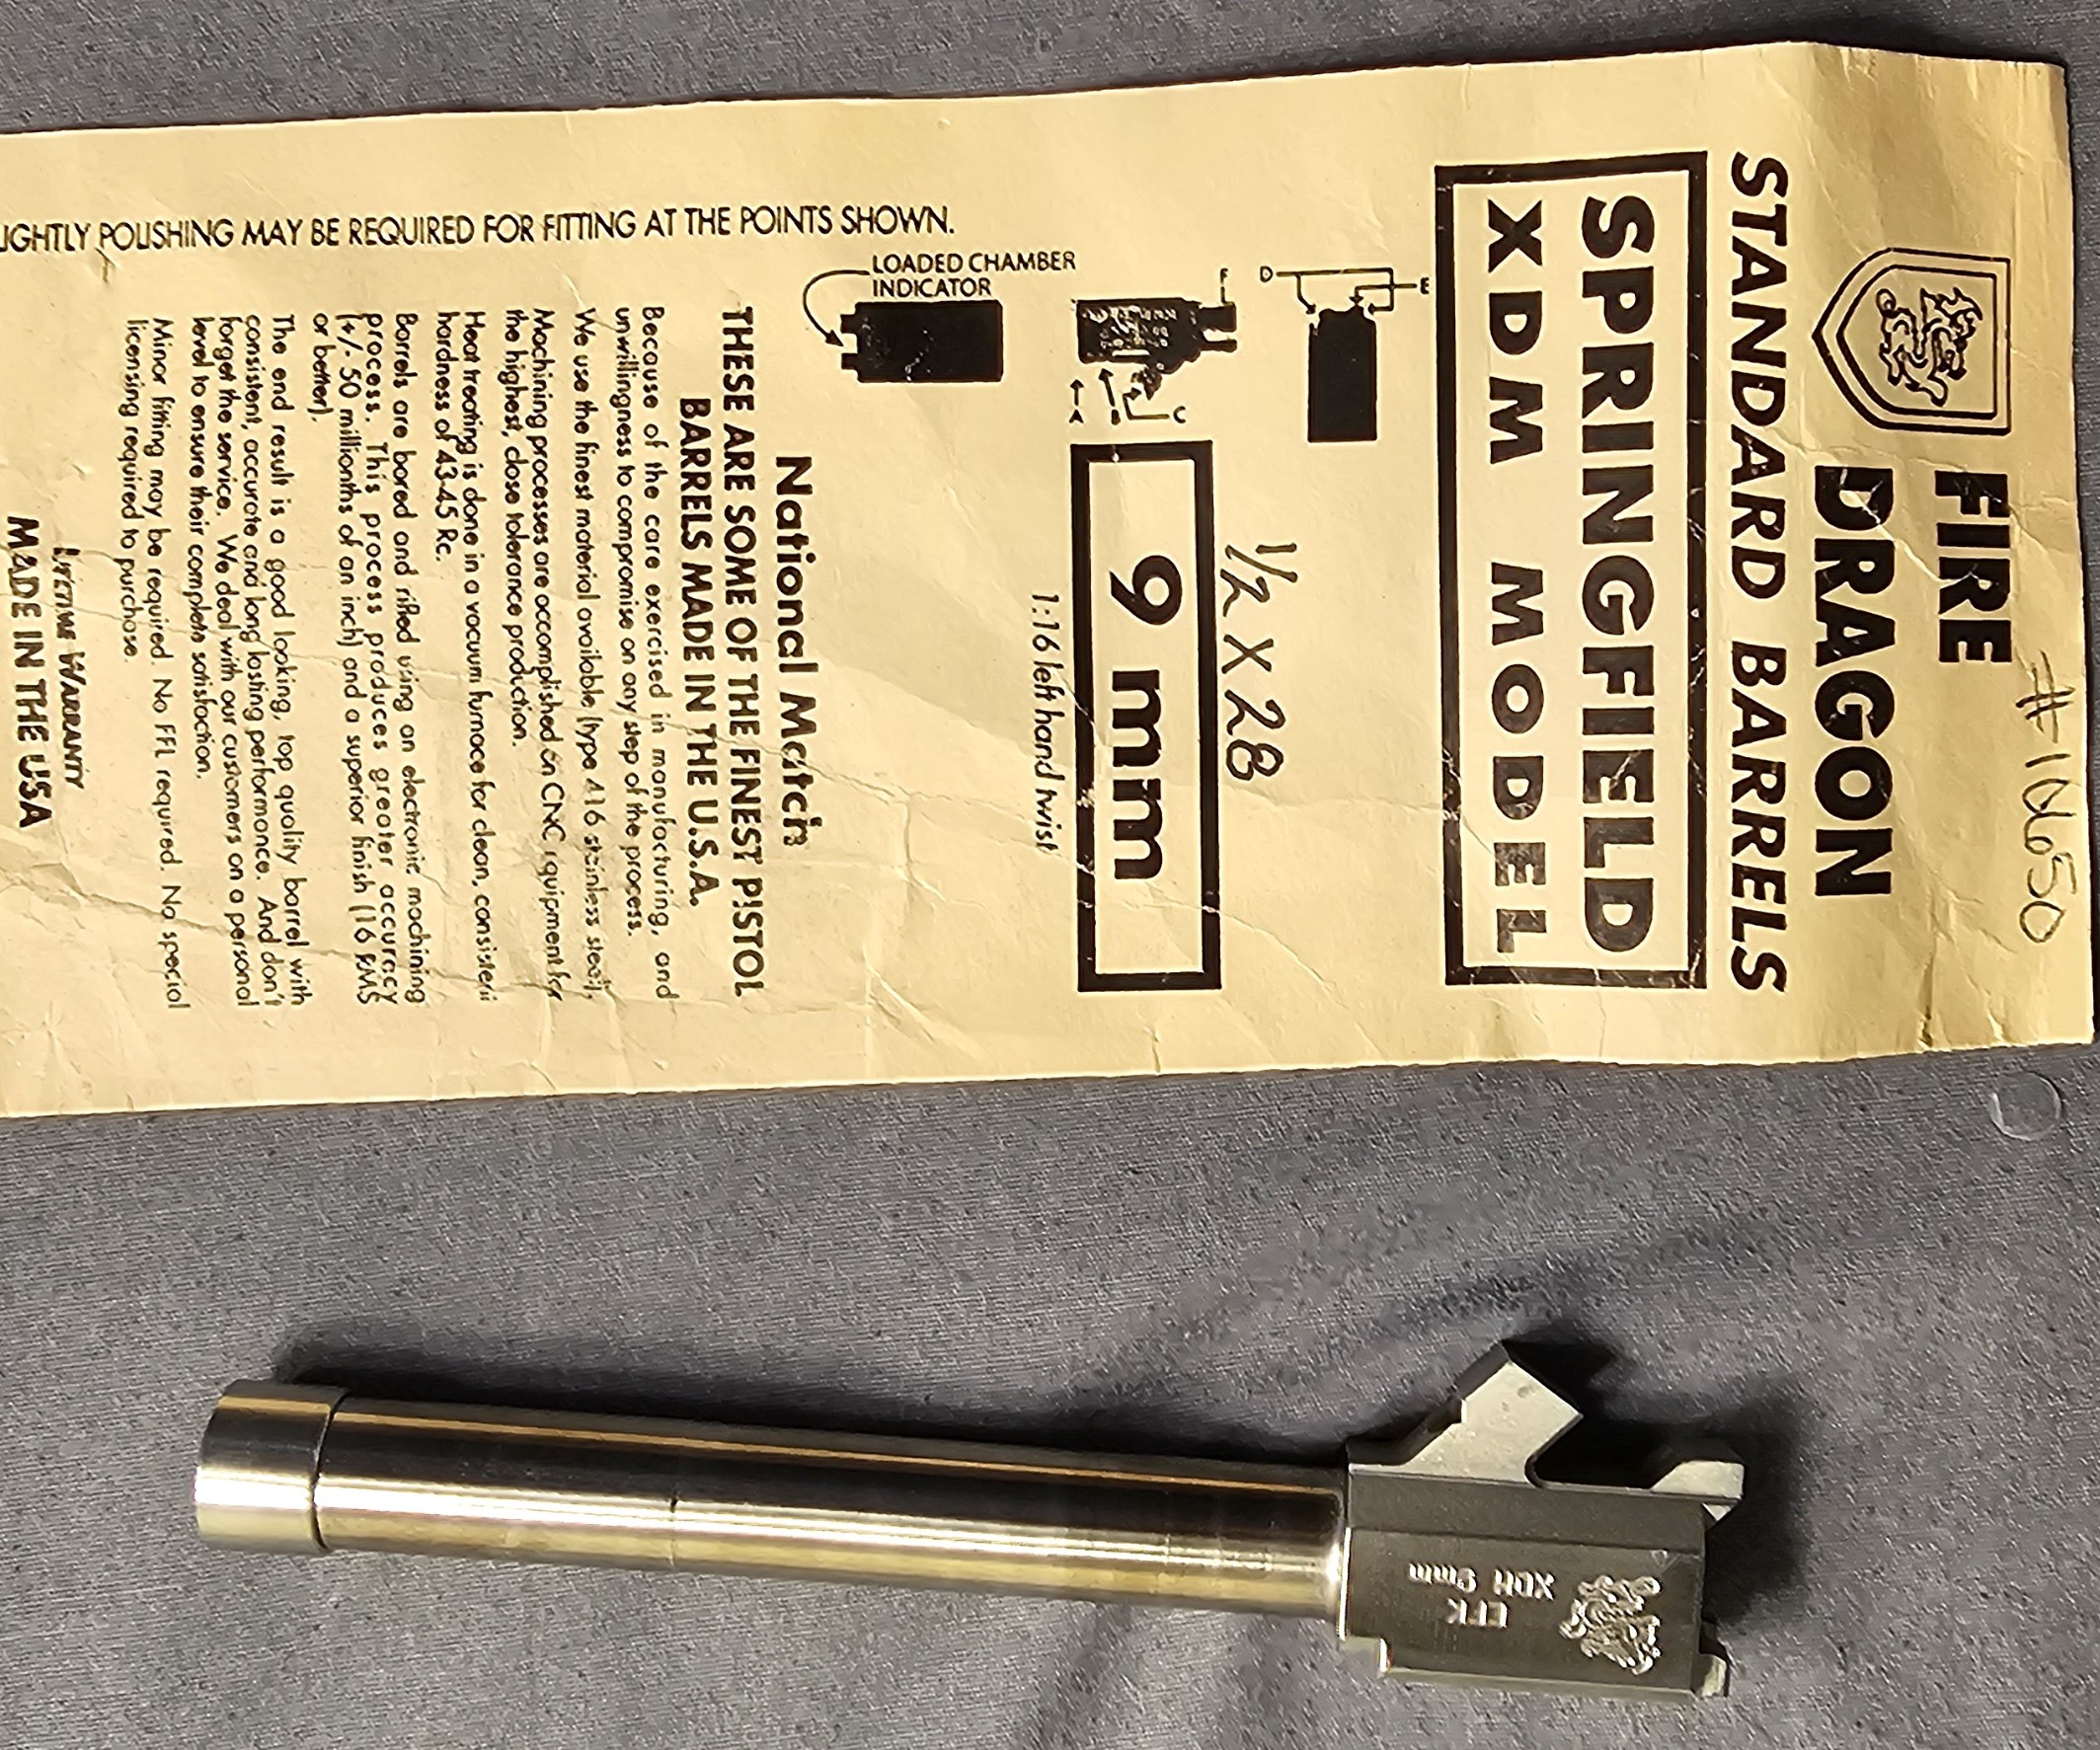 #106050
FIRE
DRAGON
STANDARD BARRELS
SPRINGFIELD
XDM MODEL
D
E
F
A
C
1/2 X 28
9 mm
1:16 left hand twist
LOADED CHAMBER
INDICATOR
LIGHTLY POLISHING MAY BE REQUIRED FOR FITTING AT THE POINTS SHOWN.
National Match
THESE ARE SOME OF THE FINEST PISTOL
BARRELS MADE IN THE U.S.A.
Because of the care exercised in manufacturing, and
unwillingness to compromise on any step of the process.
We use the finest material available (type 416 stainless steel).
Machining processes are accomplished on CNC equipment for
the highest, close tolerance production.
Heat treating is done in a vacuum furnace for clean, consistent
hardness of 43-45 Rc.
Barrels are bored and rifled using an electronic machining
process. This process produces greater accuracy
(+/- 50 millionths of an inch) and a superior finish (16 RMS
or better).
The end result is a good looking, top quality barrel with
consistent, accurate and long lasting performance. And don't
forget the service. We deal with our customers on a personal
level to ensure their complete satisfaction.
Minor fitting may be required. No FFL required. No special
licensing required to purchase.
LIFETIME WARRANTY
MADE IN THE USA
EFK
XDM 9mm